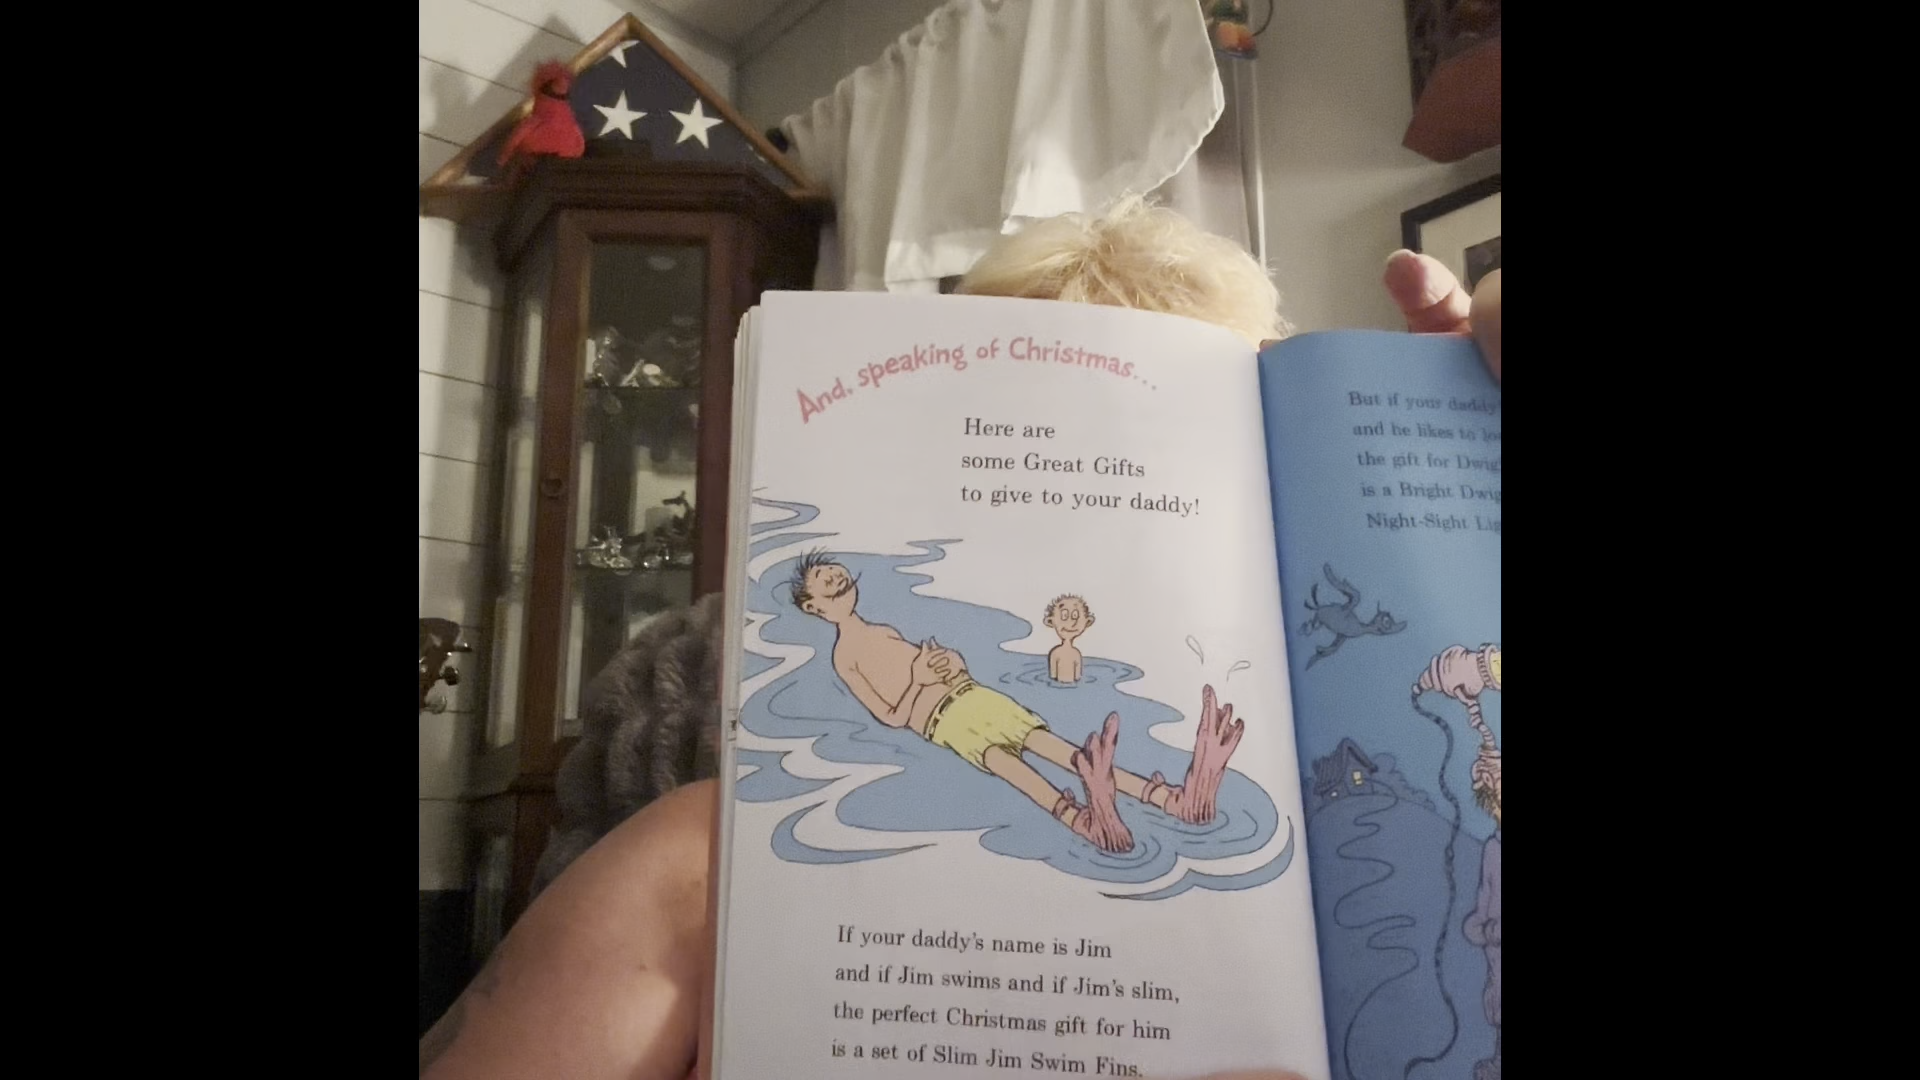 And, speaking of Christmas...
Here are
some Great Gifts
to give to your daddy!
If your daddy's name is Jim
and if Jim swims and if Jim's slim,
the perfect Christmas gift for him
is a set of Slim Jim Swim Fins.
But if your daddy
and he likes to
the gift for
is a Bright
Night-Sight